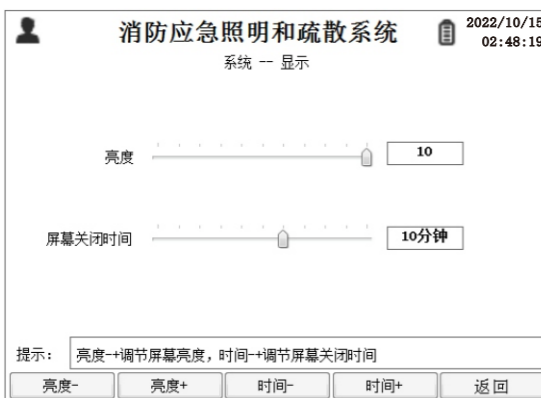 消防应急照明和疏散系统
2022/10/15
02:48:19
系统 -- 显示
亮度 10
屏幕关闭时间 10分钟
提示: 亮度-+调节屏幕亮度，时间-+调节屏幕关闭时间
亮度- 亮度+ 时间- 时间+ 返回